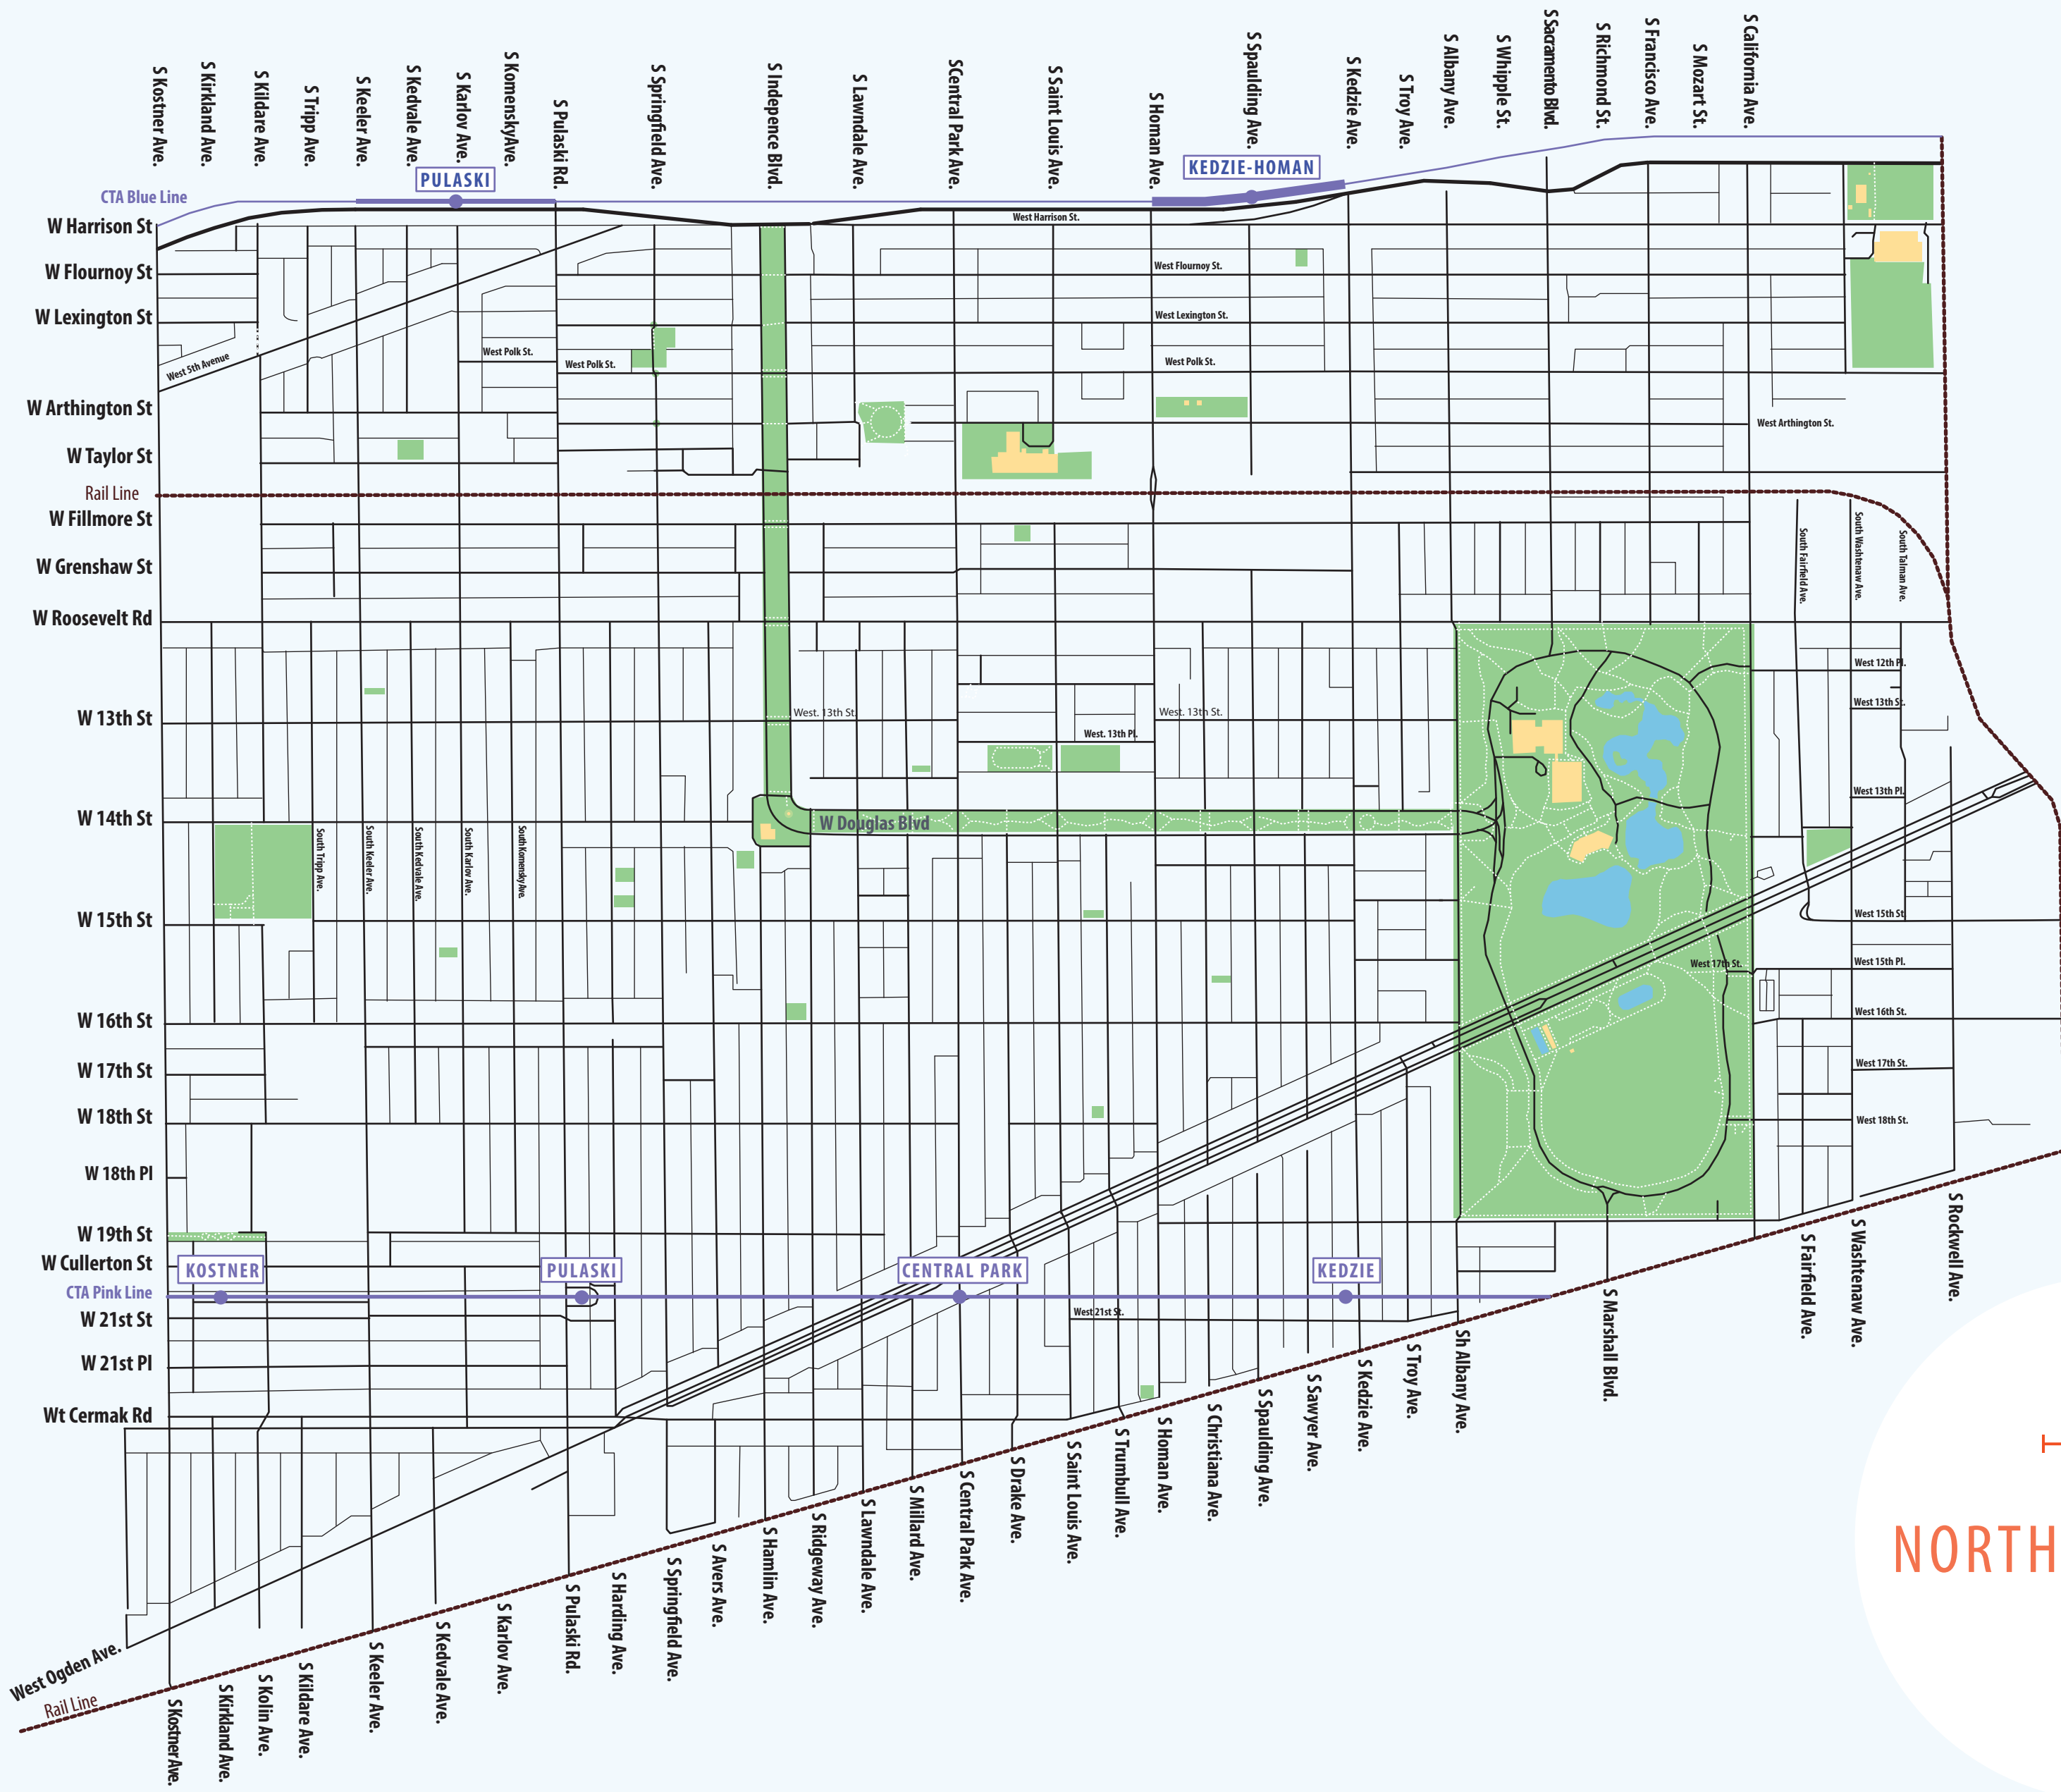 S Kostner Ave.
S Kirkland Ave.
S Kildare Ave.
S Tripp Ave.
S Keeler Ave.
S Kedvale Ave.
S Karlov Ave.
S KomenskyAve.
S Pulaski Rd.
S Springfield Ave.
S Indepence Blvd.
S Lawndale Ave.
SCentral Park Ave.
S Saint Louis Ave.
S Homan Ave.
S Spaulding Ave.
S Kedzie Ave.
S Troy Ave.
S Albany Ave.
S Whipple St.
S Sacramento Blvd.
S Richmond St.
S Francisco Ave.
S Mozart St.
S California Ave.
PULASKI
KEDZIE-HOMAN
CTA Blue Line
W Harrison St
West Harrison St.
W Flournoy St
West Flournoy St.
W Lexington St
West Lexington St.
West 5th Avenue
West Polk St.
West Polk St.
West Polk St.
W Arthington St
West Arthington St.
W Taylor St
Rail Line
W Fillmore St
South Fairfield Ave.
South Washtenaw Ave.
South Talman Ave.
W Grenshaw St
W Roosevelt Rd
West 12th Pl.
West 13th St.
W 13th St
West. 13th St.
West. 13th St.
West. 13th Pl.
West 13th Pl.
W 14th St
W Douglas Blvd
South Tripp Ave.
South Keeler Ave.
South Kedvale Ave.
South Karlov Ave.
South Komensky Ave.
W 15th St
West 15th St
West 17th St.
West 15th Pl.
W 16th St
West 16th St.
W 17th St
West 17th St.
W 18th St
West 18th St.
W 18th Pl
W 19th St
W Cullerton St
KOSTNER
PULASKI
CENTRAL PARK
KEDZIE
CTA Pink Line
W 21st St
West 21st St.
W 21st Pl
Wt Cermak Rd
West Ogden Ave.
Rail Line
S Kostner Ave.
S Kirkland Ave.
S Kolin Ave.
S Kildare Ave.
S Keeler Ave.
S Kedvale Ave.
S Karlov Ave.
S Pulaski Rd.
S Harding Ave.
S Springfield Ave.
S Avers Ave.
S Hamlin Ave.
S Ridgeway Ave.
S Lawndale Ave.
S Millard Ave.
S Central Park Ave.
S Drake Ave.
S Saint Louis Ave.
S Trumbull Ave.
S Homan Ave.
S Christiana Ave.
S Spaulding Ave.
S Sawyer Ave.
S Kedzie Ave.
S Troy Ave.
Sh Albany Ave.
S Marshall Blvd.
S Fairfield Ave.
S Washtenaw Ave.
S Rockwell Ave.
T
NORTH